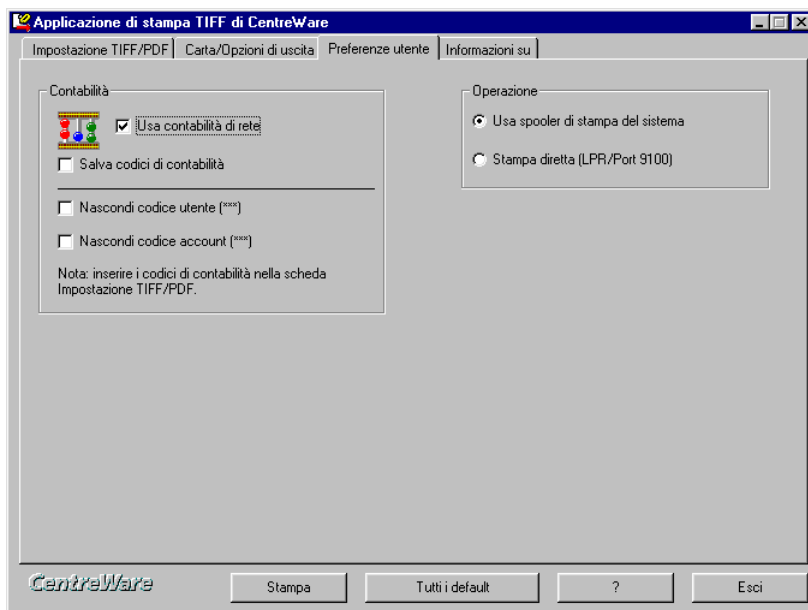 Applicazione di stampa TIFF di CentreWare
Impostazione TIFF/PDF
Carta/Opzioni di uscita
Preferenze utente
Informazioni su
Contabilità
Usa contabilità di rete
Salva codici di contabilità
Nascondi codice utente (***)
Nascondi codice account (***)
Nota: inserire i codici di contabilità nella scheda
Impostazione TIFF/PDF.
Operazione
Usa spooler di stampa del sistema
Stampa diretta (LPR/Port 9100)
CentreWare
Stampa
Tutti i default
?
Esci